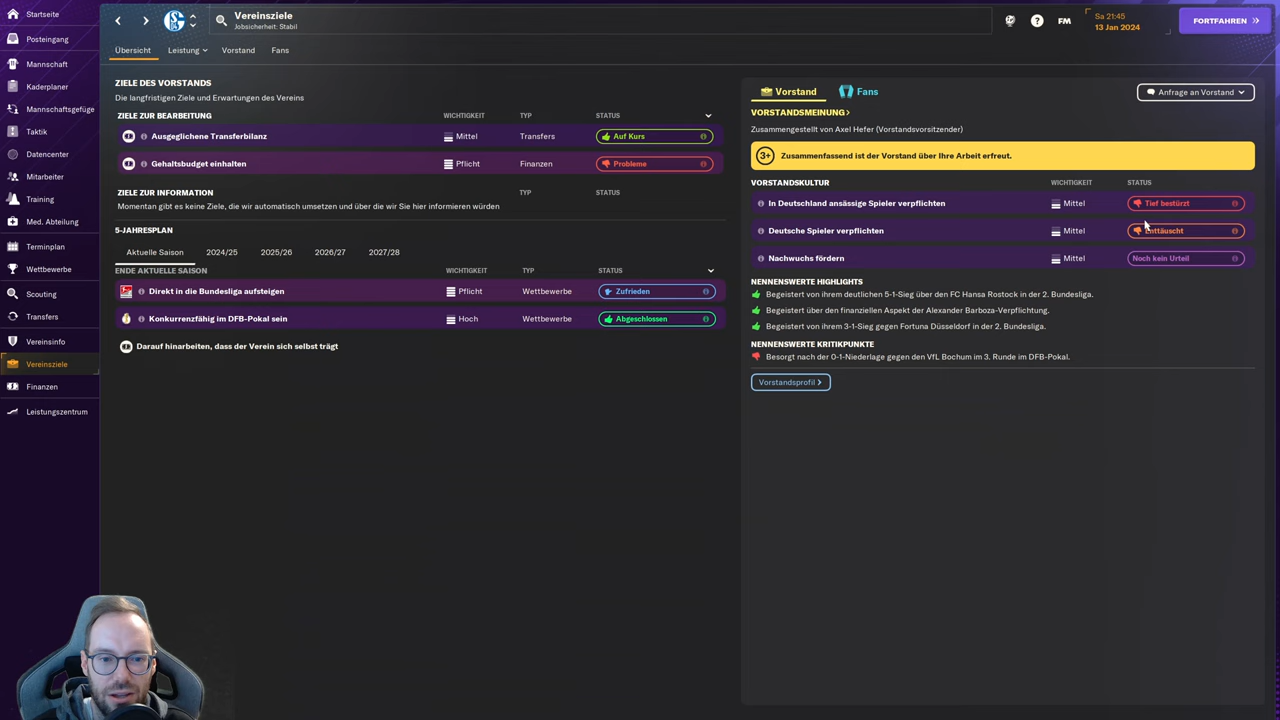 Startseite
Posteingang
Mannschaft
Kaderplaner
Mannschaftsgefüge
Taktik
Datencenter
Mitarbeiter
Training
Med. Abteilung
Terminplan
Wettbewerbe
Scouting
Transfers
Vereinsinfo
Vereinsziele
Finanzen
Leistungszentrum
Vereinsziele
Jobsicherheit: Stabil
FM
Sa 21:45
13 Jan 2024
FORTFAHREN
Übersicht Leistung Vorstand Fans
ZIELE DES VORSTANDS
Die langfristigen Ziele und Erwartungen des Vereins
ZIELE ZUR BEARBEITUNG WICHTIGKEIT TYP STATUS
Ausgeglichene Transferbilanz Mittel Transfers Auf Kurs
Gehaltsbudget einhalten Pflicht Finanzen Probleme
ZIELE ZUR INFORMATION TYP STATUS
Momentan gibt es keine Ziele, die wir automatisch umsetzen und über die wir Sie hier informieren würden
5-JAHRESPLAN
Aktuelle Saison 2024/25 2025/26 2026/27 2027/28
ENDE AKTUELLE SAISON WICHTIGKEIT TYP STATUS
Direkt in die Bundesliga aufsteigen Pflicht Wettbewerbe Zufrieden
Konkurrenzfähig im DFB-Pokal sein Hoch Wettbewerbe Abgeschlossen
Darauf hinarbeiten, dass der Verein sich selbst trägt
Vorstand Fans
Anfrage an Vorstand
VORSTANDSMEINUNG
Zusammengestellt von Axel Hefer (Vorstandsvorsitzender)
3+ Zusammenfassend ist der Vorstand über Ihre Arbeit erfreut.
VORSTANDSKULTUR WICHTIGKEIT STATUS
In Deutschland ansässige Spieler verpflichten Mittel Tief bestürzt
Deutsche Spieler verpflichten Mittel
Nachwuchs fördern Mittel Noch kein Urteil
NENNENSWERTE HIGHLIGHTS
Begeistert von ihrem deutlichen 5-1-Sieg über den FC Hansa Rostock in der 2. Bundesliga.
Begeistert über den finanziellen Aspekt der Alexander Barboza-Verpflichtung.
Begeistert von ihrem 3-1-Sieg gegen Fortuna Düsseldorf in der 2. Bundesliga.
NENNENSWERTE KRITIKPUNKTE
Besorgt nach der 0-1-Niederlage gegen den VfL Bochum im 3. Runde im DFB-Pokal.
Vorstandsprofil